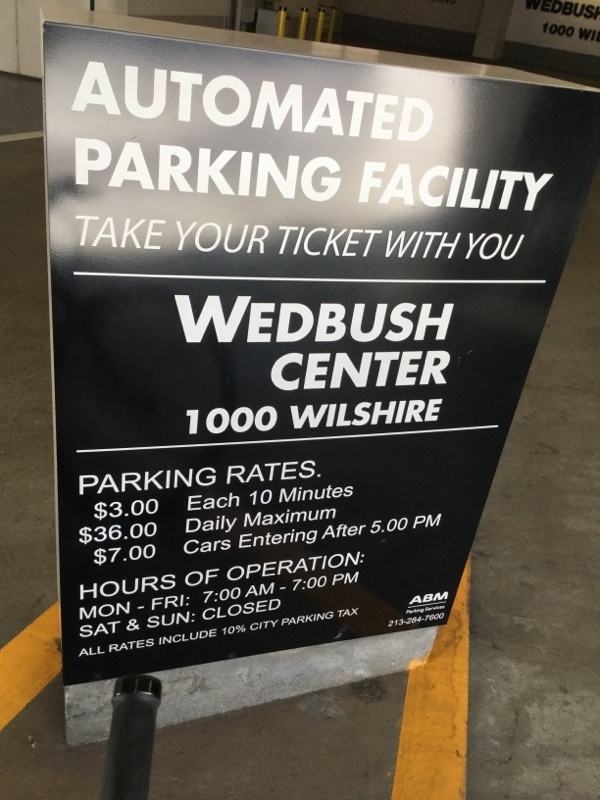 WEDBUSH
1000 WIL
AUTOMATED
PARKING FACILITY
TAKE YOUR TICKET WITH YOU
WEDBUSH
CENTER
1000 WILSHIRE
PARKING RATES.
$3.00 Each 10 Minutes
$36.00 Daily Maximum
$7.00 Cars Entering After 5.00 PM
HOURS OF OPERATION:
MON - FRI: 7:00 AM - 7:00 PM
SAT & SUN: CLOSED
ALL RATES INCLUDE 10% CITY PARKING TAX
ABM
Parking Services
213-284-7600